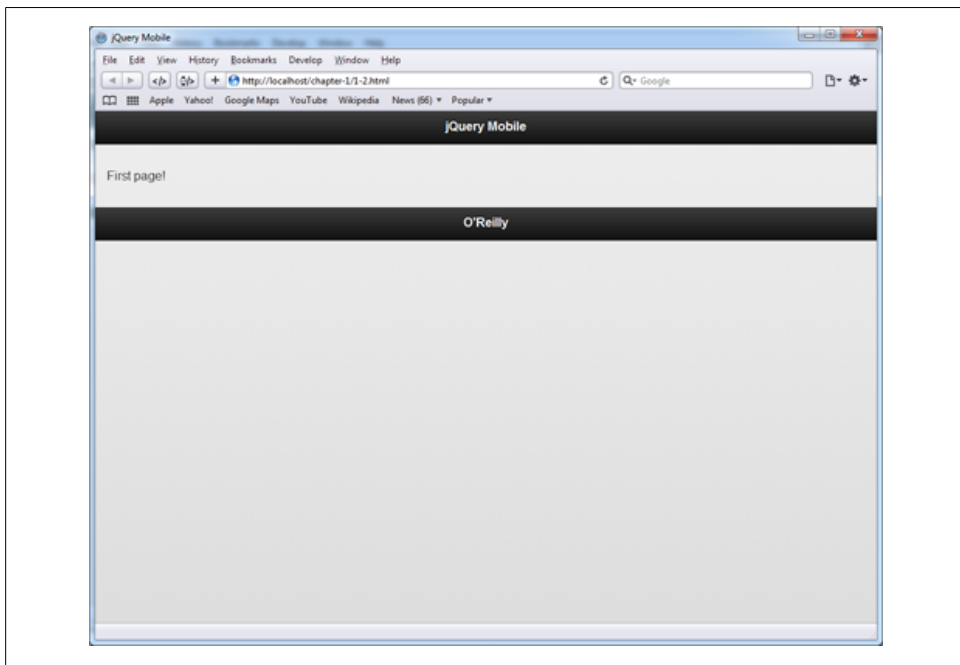 jQuery Mobile
File Edit View History Bookmarks Develop Window Help
http://localhost/chapter-1/1-2.html Google
Apple Yahoo! Google Maps YouTube Wikipedia News (66) Popular
jQuery Mobile
First page!
O'Reilly